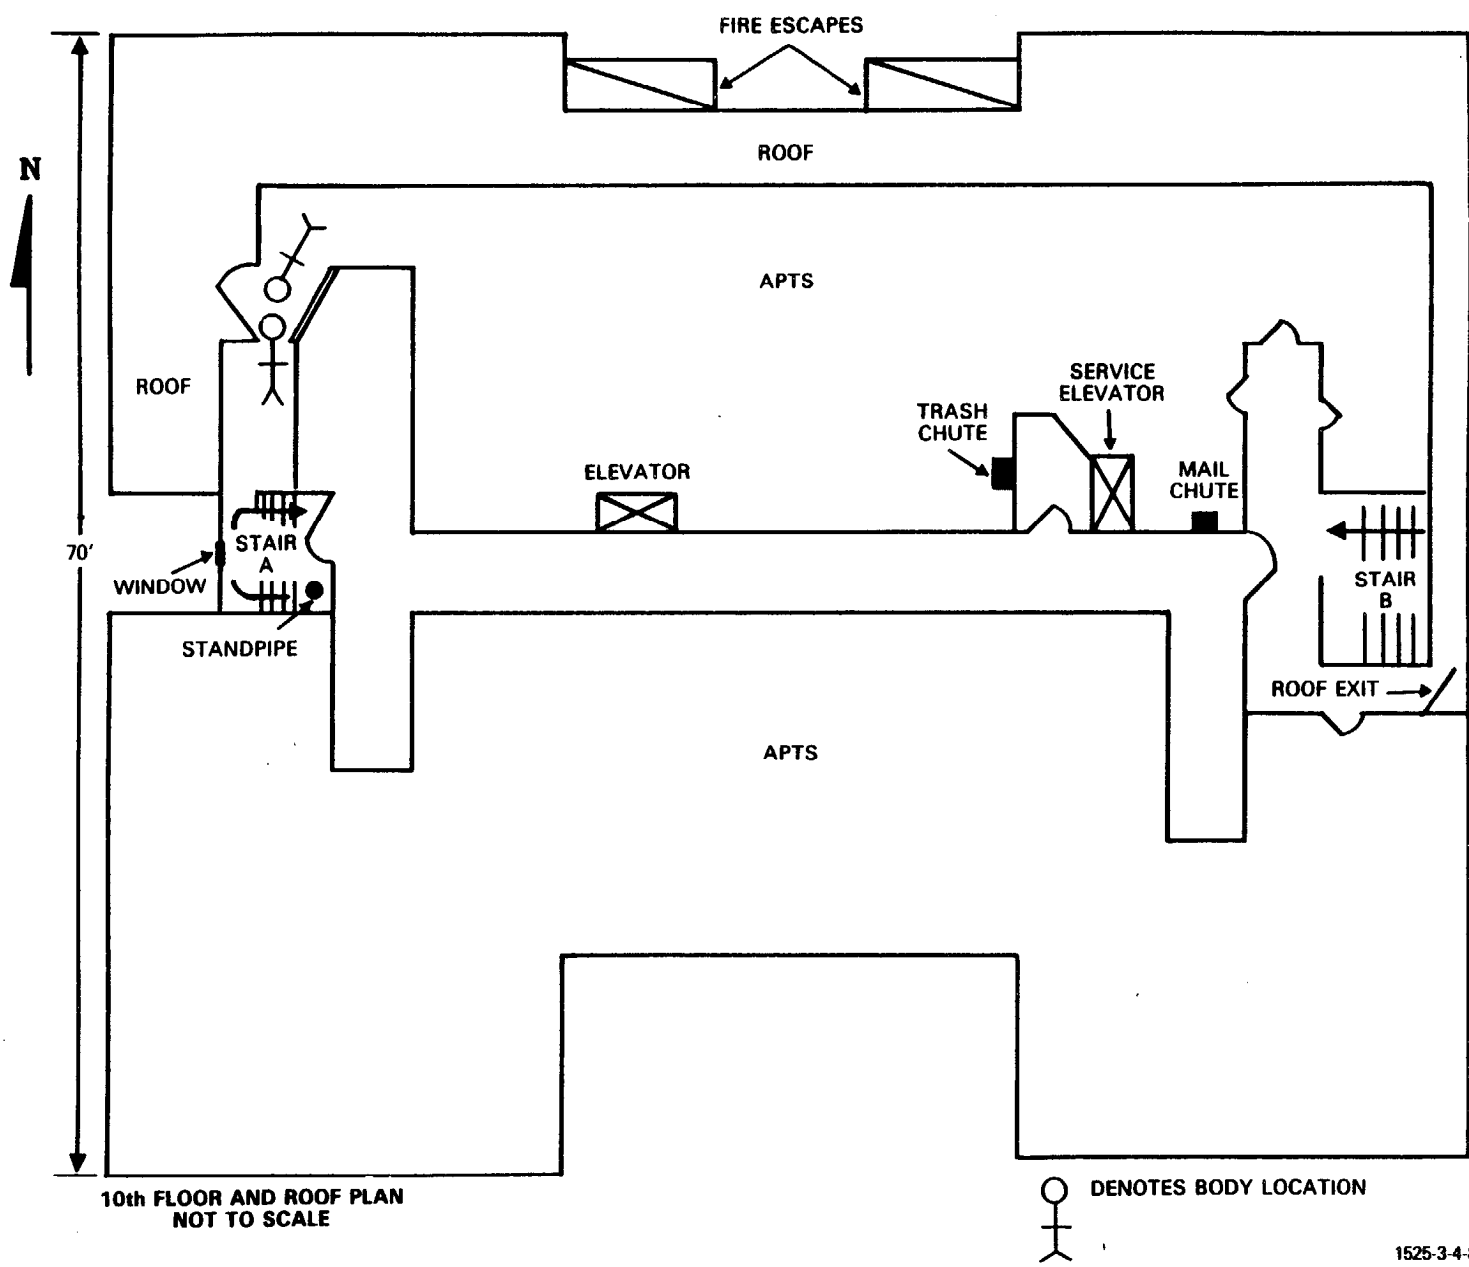 FIRE ESCAPES
N
ROOF
APTS
ROOF
SERVICE
ELEVATOR
TRASH
CHUTE
ELEVATOR
MAIL
CHUTE
70'
STAIR
A
WINDOW
STAIR
B
STANDPIPE
ROOF EXIT
APTS
10th FLOOR AND ROOF PLAN
NOT TO SCALE
DENOTES BODY LOCATION
1525-3-4-